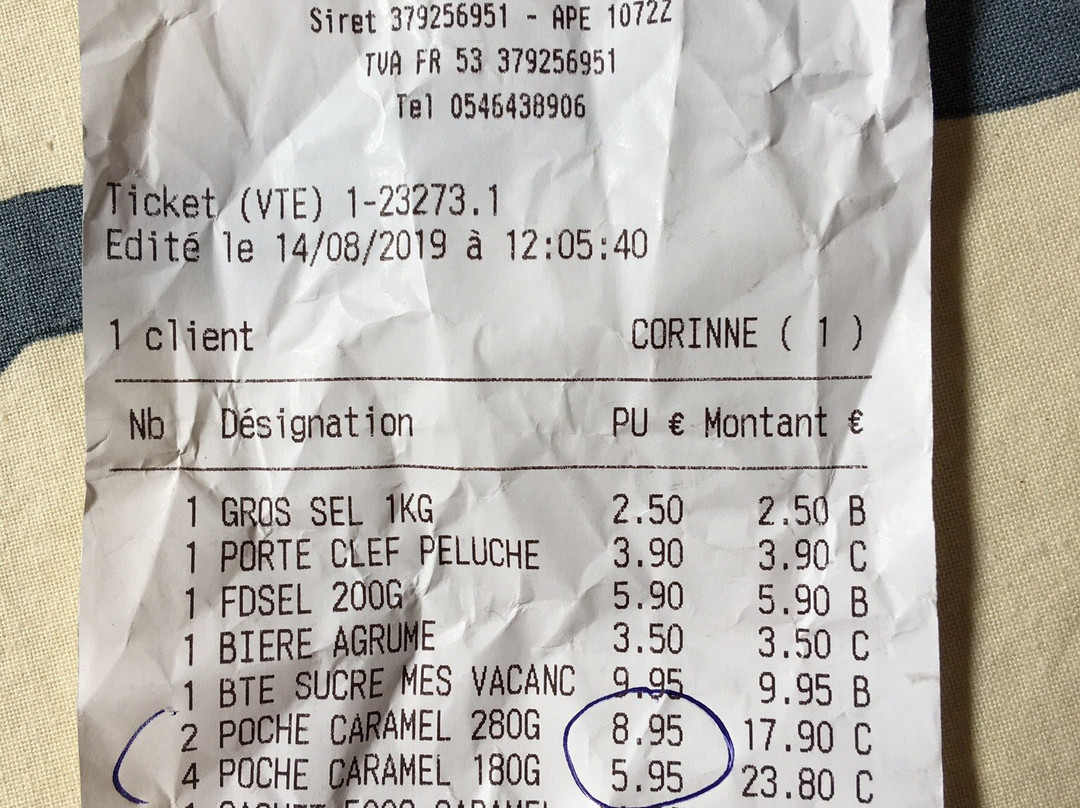 Siret 379256951 - APE 1072Z
TVA FR 53 379256951
Tel 0546438906
Ticket (VTE) 1-23273.1
Edité le 14/08/2019 à 12:05:40
1 client CORINNE ( 1 )
Nb Désignation PU € Montant €
1 GROS SEL 1KG 2.50 2.50 B
1 PORTE CLEF PELUCHE 3.90 3.90 C
1 FDSEL 200G 5.90 5.90 B
1 BIERE AGRUME 3.50 3.50 C
1 BTE SUCRE MES VACANC 9.95 9.95 B
2 POCHE CARAMEL 280G 8.95 17.90 C
4 POCHE CARAMEL 180G 5.95 23.80 C